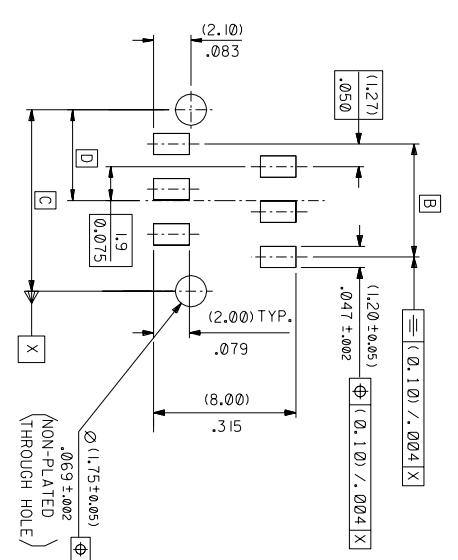 (2.10)
.083
(1.27)
.050
B
D
C
1.9
0.075
X
(2.00) TYP.
.079
(8.00)
.315
(1.20±0.05)
.047±.002
⌯ (0.10)/.004 X
⌖ (0.10)/.004 X
Ø (1.75±0.05)
.069±.002
(NON-PLATED
THROUGH HOLE)
⌖